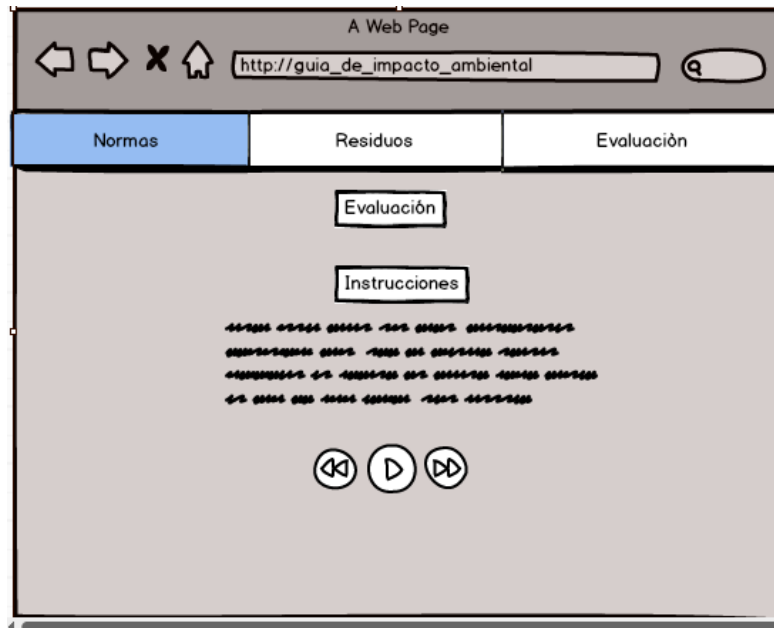 A Web Page
http://guia_de_impacto_ambiental
Normas Residuos Evaluaciòn
Evaluación
Instrucciones